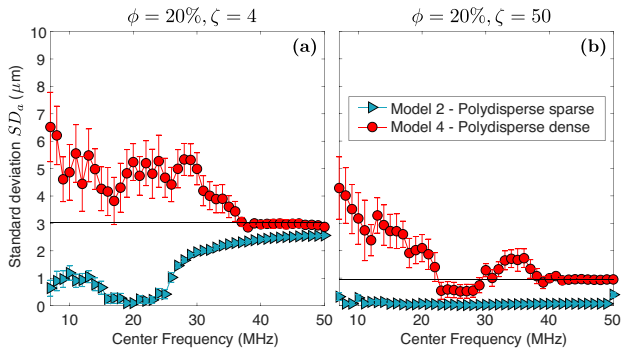 ϕ = 20%, ζ = 4
ϕ = 20%, ζ = 50
(a)
(b)
Standard deviation SD_a (μm)
10
9
8
7
6
5
4
3
2
1
0
Model 2 - Polydisperse sparse
Model 4 - Polydisperse dense
10 20 30 40 50
10 20 30 40 50
Center Frequency (MHz)
Center Frequency (MHz)